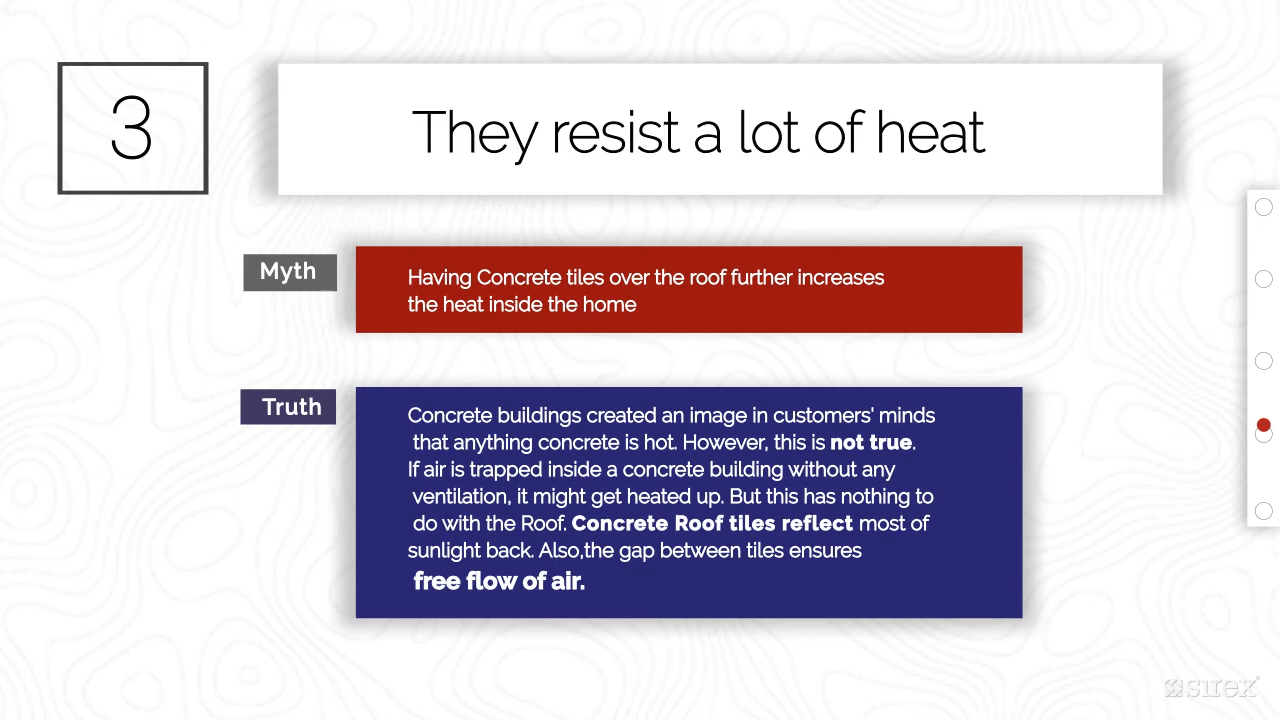 3
They resist a lot of heat
Myth
Having Concrete tiles over the roof further increases
the heat inside the home
Truth
Concrete buildings created an image in customers' minds
that anything concrete is hot. However, this is not true.
If air is trapped inside a concrete building without any
ventilation, it might get heated up. But this has nothing to
do with the Roof. Concrete Roof tiles reflect most of
sunlight back. Also,the gap between tiles ensures
free flow of air.
sirex